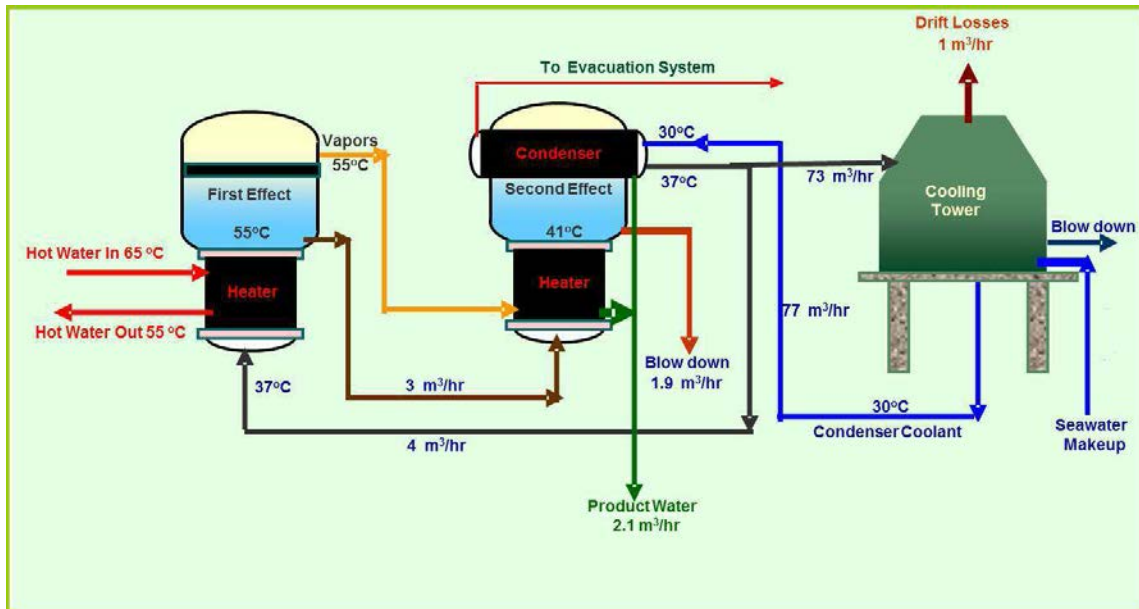 Drift Losses
1 m³/hr
To Evacuation System
Vapors
55°C
30°C
Condenser
37°C
73 m³/hr
First Effect
Second Effect
Cooling
Tower
55°C
41°C
Blow down
Hot Water In 65 °C
Heater
Heater
77 m³/hr
Hot Water Out 55 °C
Blow down
1.9 m³/hr
37°C
3 m³/hr
30°C
Condenser Coolant
Seawater
Makeup
4 m³/hr
Product Water
2.1 m³/hr